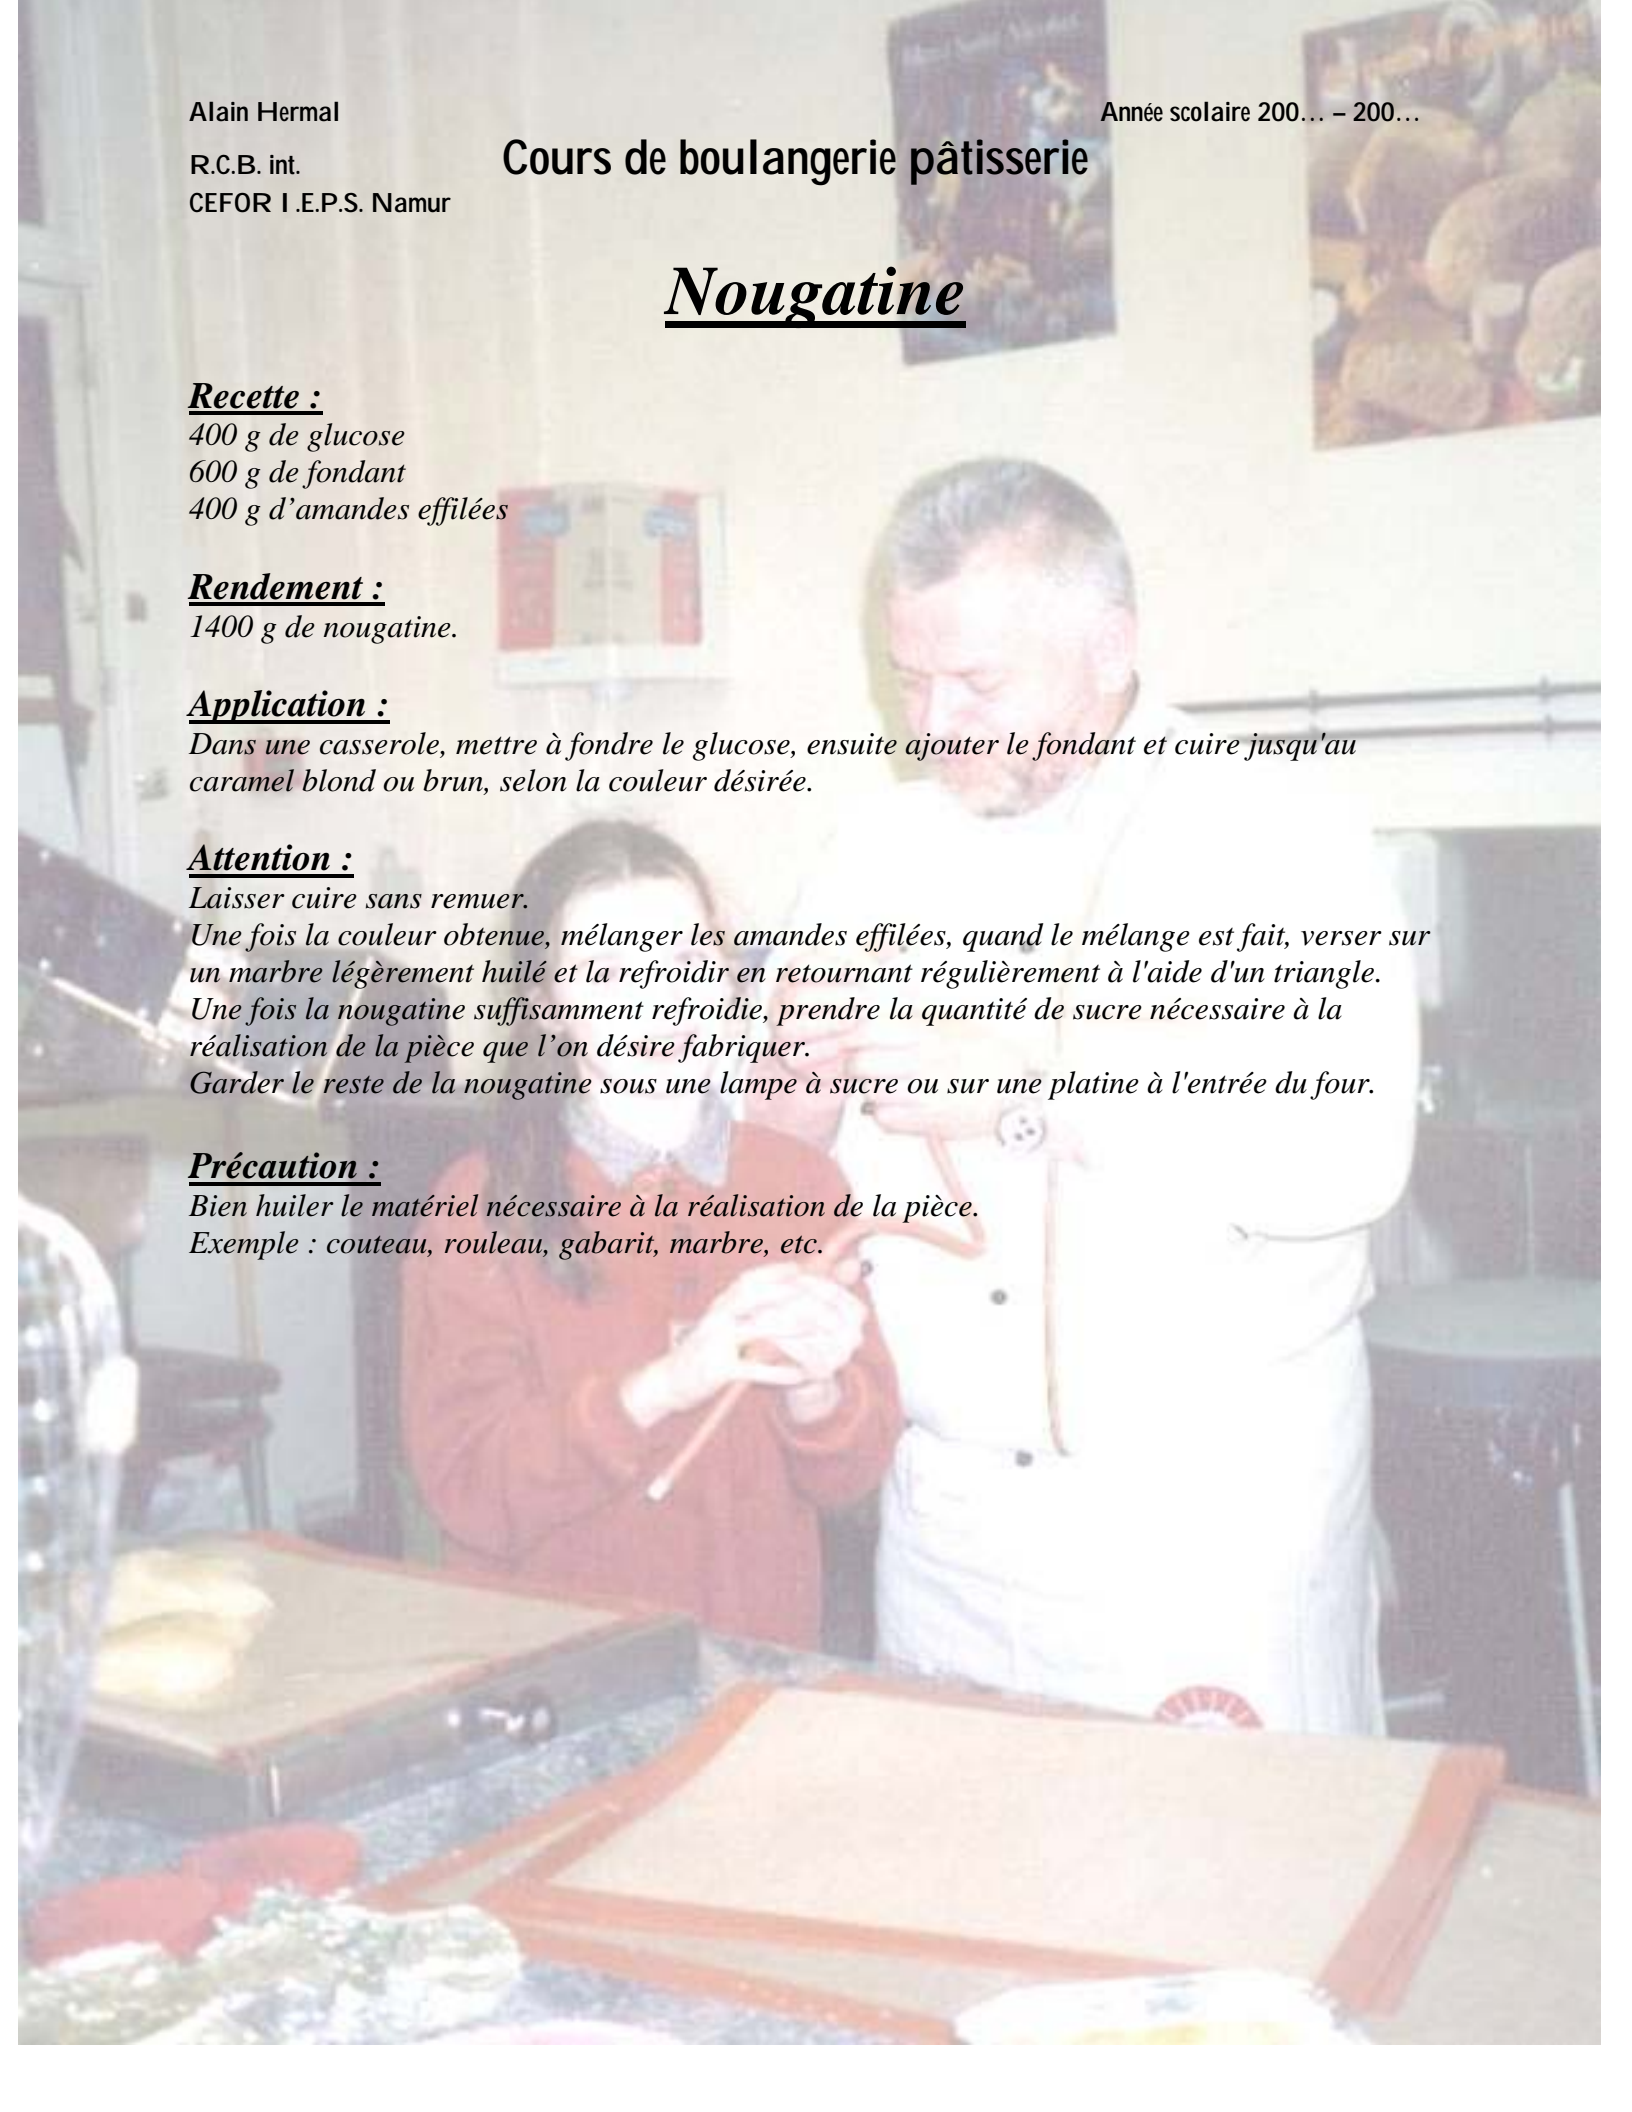 Alain Hermal Année scolaire 200… – 200…
R.C.B. int. Cours de boulangerie pâtisserie
CEFOR I.E.P.S. Namur
Nougatine
Recette :
400 g de glucose
600 g de fondant
400 g d’amandes effilées
Rendement :
1400 g de nougatine.
Application :
Dans une casserole, mettre à fondre le glucose, ensuite ajouter le fondant et cuire jusqu'au
caramel blond ou brun, selon la couleur désirée.
Attention :
Laisser cuire sans remuer.
Une fois la couleur obtenue, mélanger les amandes effilées, quand le mélange est fait, verser sur
un marbre légèrement huilé et la refroidir en retournant régulièrement à l'aide d'un triangle.
Une fois la nougatine suffisamment refroidie, prendre la quantité de sucre nécessaire à la
réalisation de la pièce que l’on désire fabriquer.
Garder le reste de la nougatine sous une lampe à sucre ou sur une platine à l'entrée du four.
Précaution :
Bien huiler le matériel nécessaire à la réalisation de la pièce.
Exemple : couteau, rouleau, gabarit, marbre, etc.